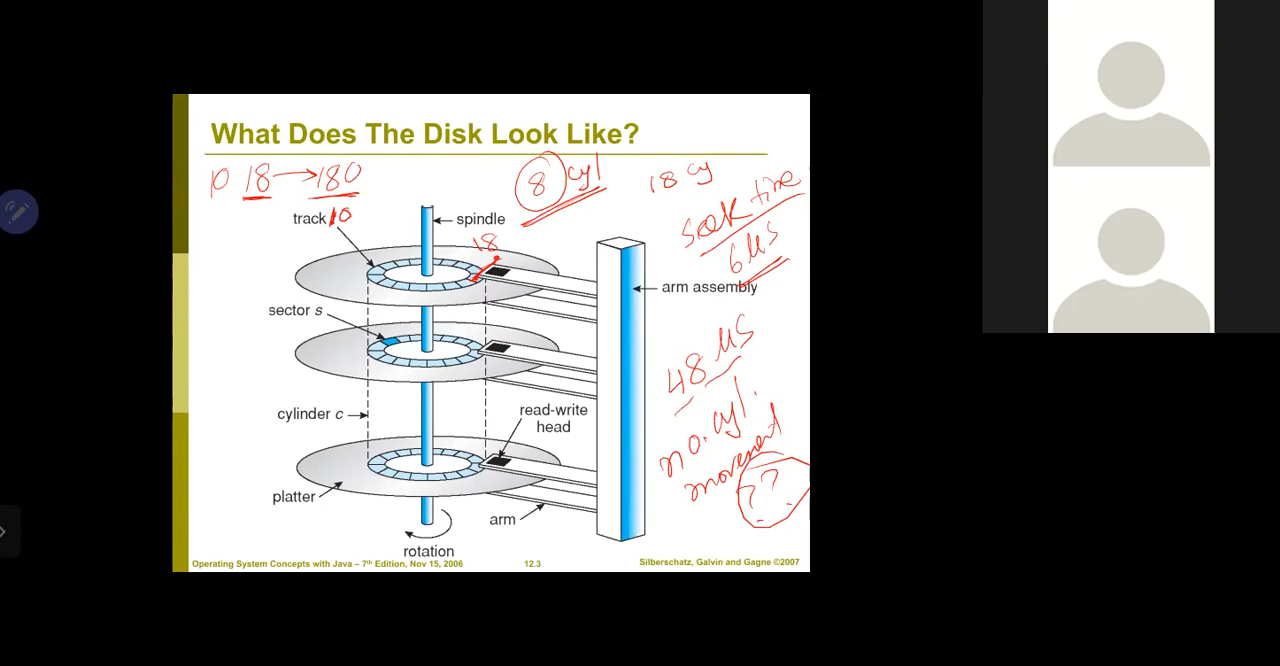 What Does The Disk Look Like?
10 18 → 180
8 cyl
18 cy
seek time
6 MS
track 10
spindle
18
arm assembly
sector s
48 MS
cylinder c
read-write
head
no. cyl.
movement
??
platter
arm
rotation
Operating System Concepts with Java – 7th Edition, Nov 15, 2006
12.3
Silberschatz, Galvin and Gagne ©2007